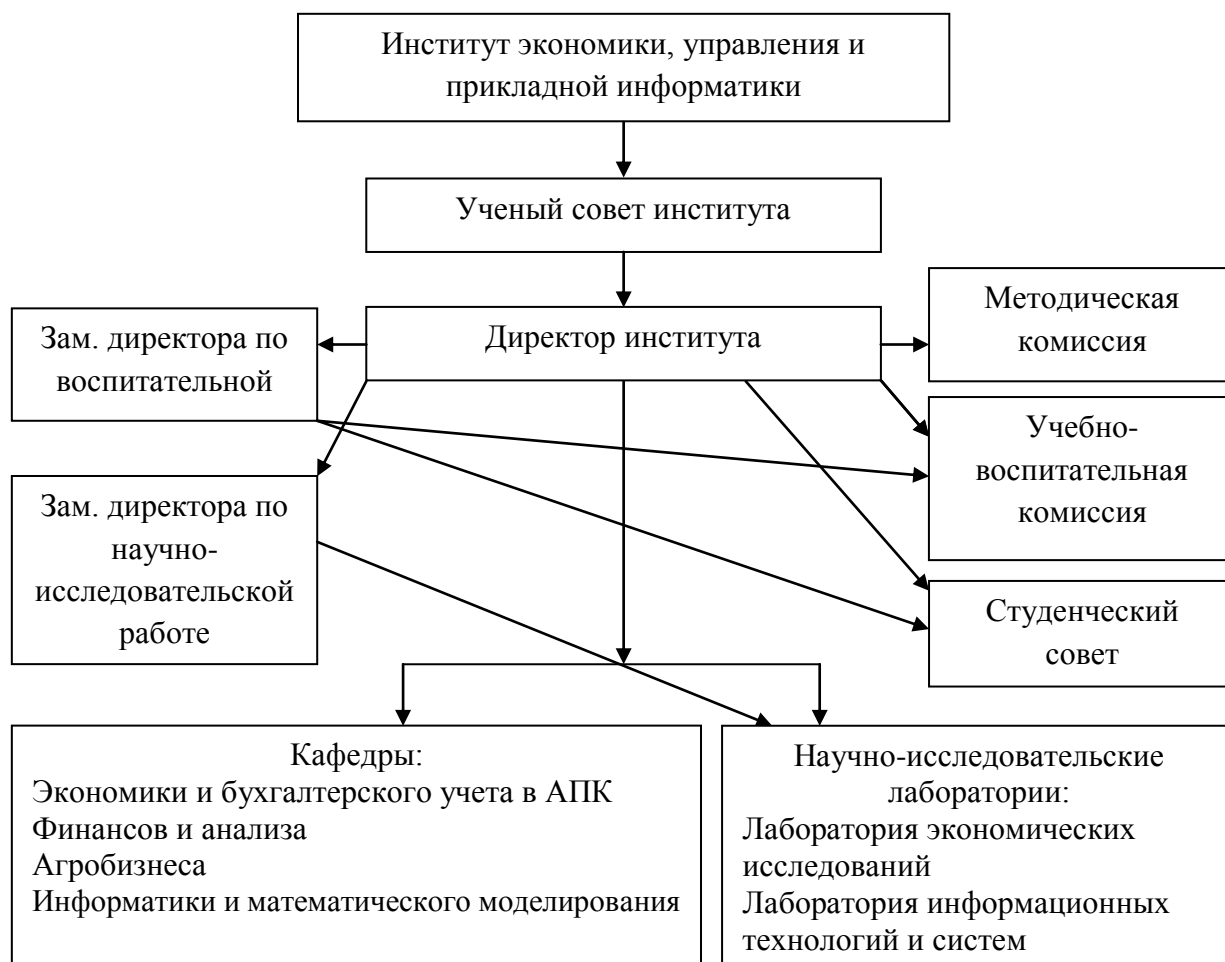 Институт экономики, управления и
прикладной информатики
Ученый совет института
Директор института
Зам. директора по
воспитательной
Методическая
комиссия
Учебно-
воспитательная
комиссия
Зам. директора по
научно-
исследовательской
работе
Студенческий
совет
Кафедры:
Экономики и бухгалтерского учета в АПК
Финансов и анализа
Агробизнеса
Информатики и математического моделирования
Научно-исследовательские
лаборатории:
Лаборатория экономических
исследований
Лаборатория информационных
технологий и систем